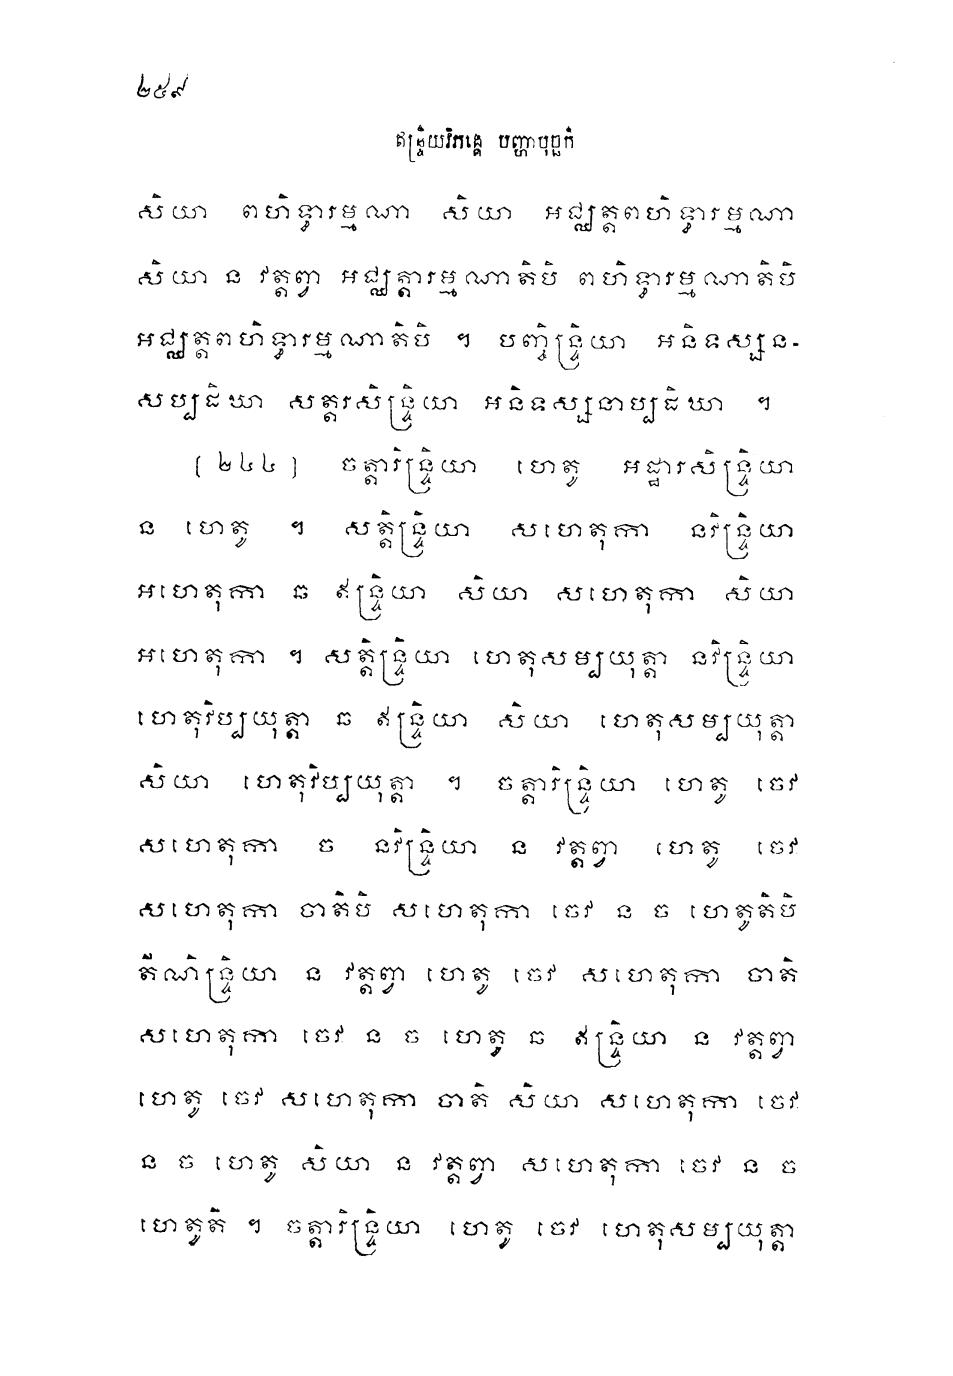 ២៥៩
ឥន្ទ្រិយវិភង្គេ បញ្ហាបុច្ឆកំ
សិយា ពហិទ្ធារម្មណា សិយា អជ្ឈត្តពហិទ្ធារម្មណា
សិយា ន វត្តព្វា អជ្ឈត្តារម្មណាតិបិ ពហិទ្ធារម្មណាតិបិ
អជ្ឈត្តពហិទ្ធារម្មណាតិបិ ។ បញ្ចិន្ទ្រិយា អនិទស្សន-
សប្បដិឃា សត្តរសិន្ទ្រិយា អនិទស្សនាប្បដិឃា ។
(២៤៤) ចត្តារិន្ទ្រិយា ហេតូ អដ្ឋារសិន្ទ្រិយា
ន ហេតូ ។ សត្តិន្ទ្រិយា សហេតុកា នវិន្ទ្រិយា
អហេតុកា ឆ ឥន្ទ្រិយា សិយា សហេតុកា សិយា
អហេតុកា ។ សត្តិន្ទ្រិយា ហេតុសម្បយុត្តា នវិន្ទ្រិយា
ហេតុវិប្បយុត្តា ឆ ឥន្ទ្រិយា សិយា ហេតុសម្បយុត្តា
សិយា ហេតុវិប្បយុត្តា ។ ចត្តារិន្ទ្រិយា ហេតូ ចេវ
សហេតុកា ច នវិន្ទ្រិយា ន វត្តព្វា ហេតូ ចេវ
សហេតុកា ចាតិបិ សហេតុកា ចេវ ន ច ហេតូតិបិ
តីណិន្ទ្រិយា ន វត្តព្វា ហេតូ ចេវ សហេតុកា ចាតិ
សហេតុកា ចេវ ន ច ហេតូ ឆ ឥន្ទ្រិយា ន វត្តព្វា
ហេតូ ចេវ សហេតុកា ចាតិ សិយា សហេតុកា ចេវ
ន ច ហេតូ សិយា ន វត្តព្វា សហេតុកា ចេវ ន ច
ហេតូតិ ។ ចត្តារិន្ទ្រិយា ហេតូ ចេវ ហេតុសម្បយុត្តា